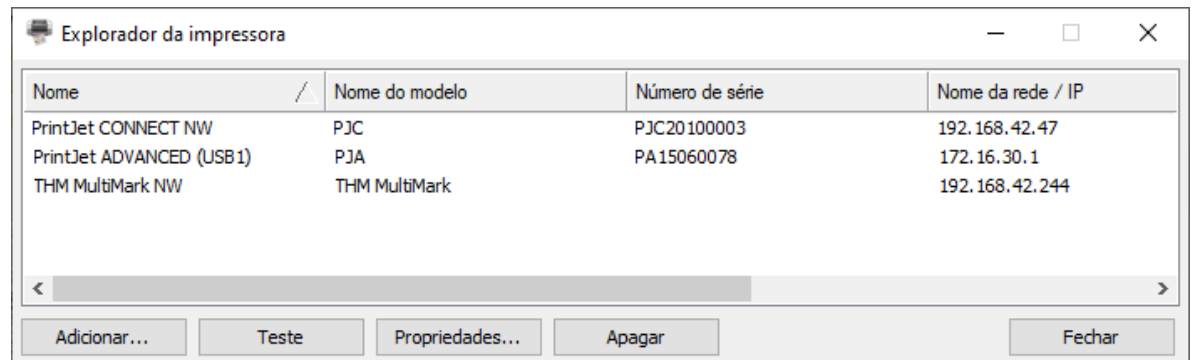 Explorador da impressora
Nome Nome do modelo Número de série Nome da rede / IP
PrintJet CONNECT NW PJC PJC20100003 192.168.42.47
PrintJet ADVANCED (USB1) PJA PA15060078 172.16.30.1
THM MultiMark NW THM MultiMark 192.168.42.244
Adicionar... Teste Propriedades... Apagar Fechar